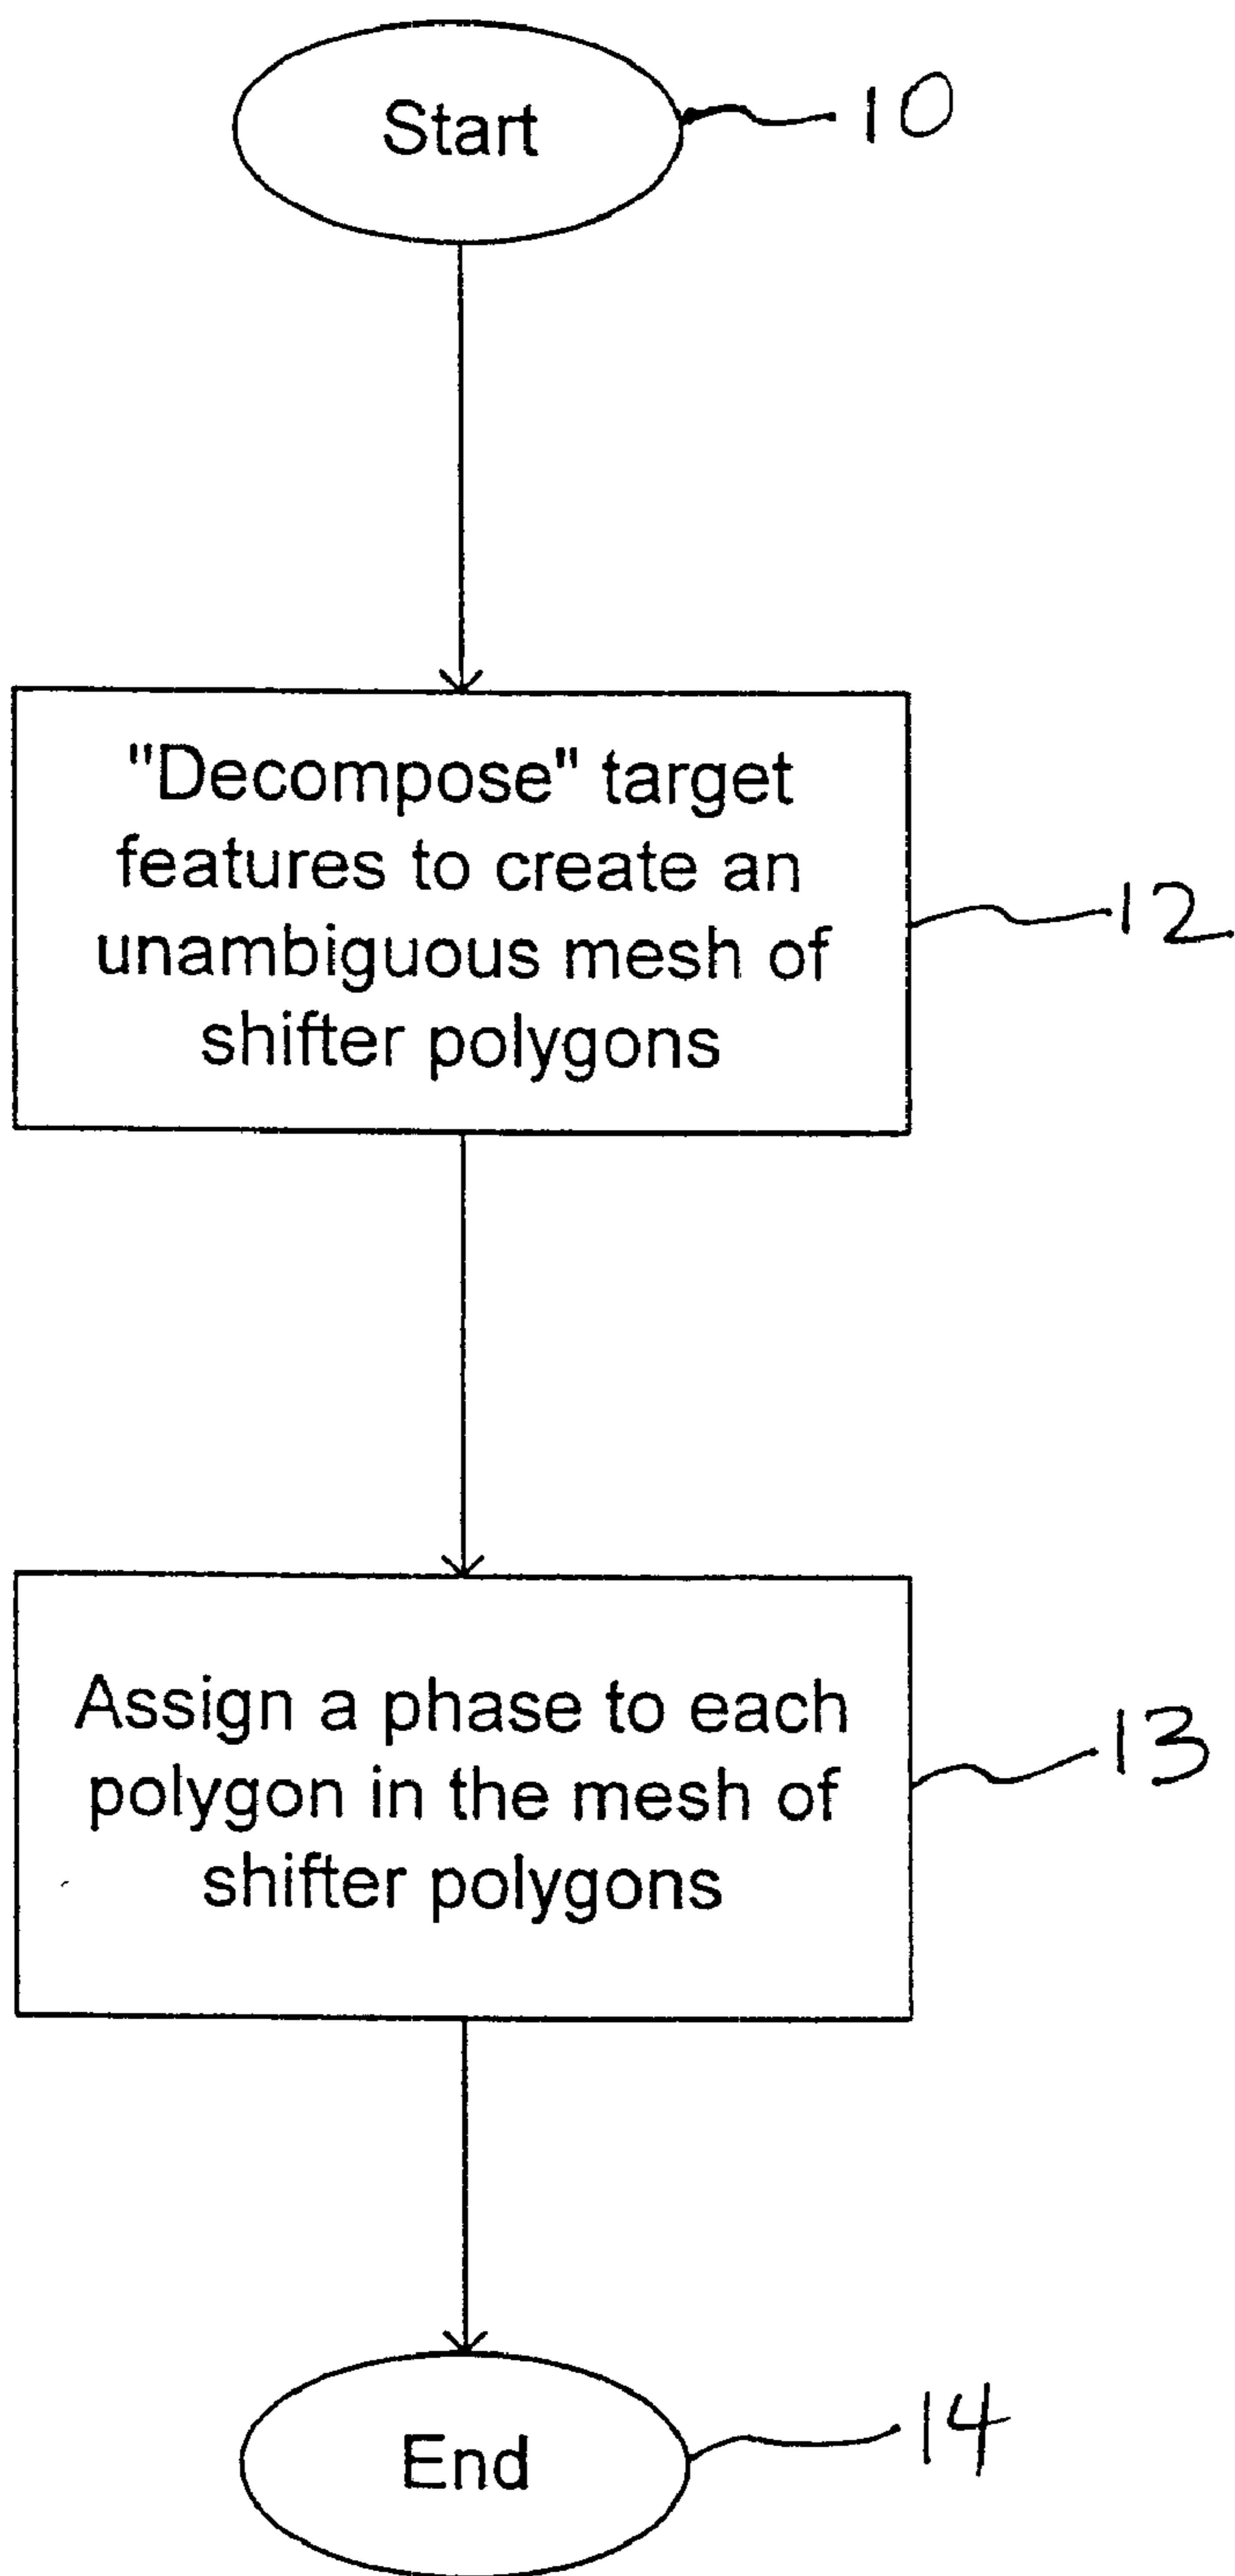 Start
10
"Decompose" target
features to create an
unambiguous mesh of
shifter polygons
12
Assign a phase to each
polygon in the mesh of
shifter polygons
13
End
14